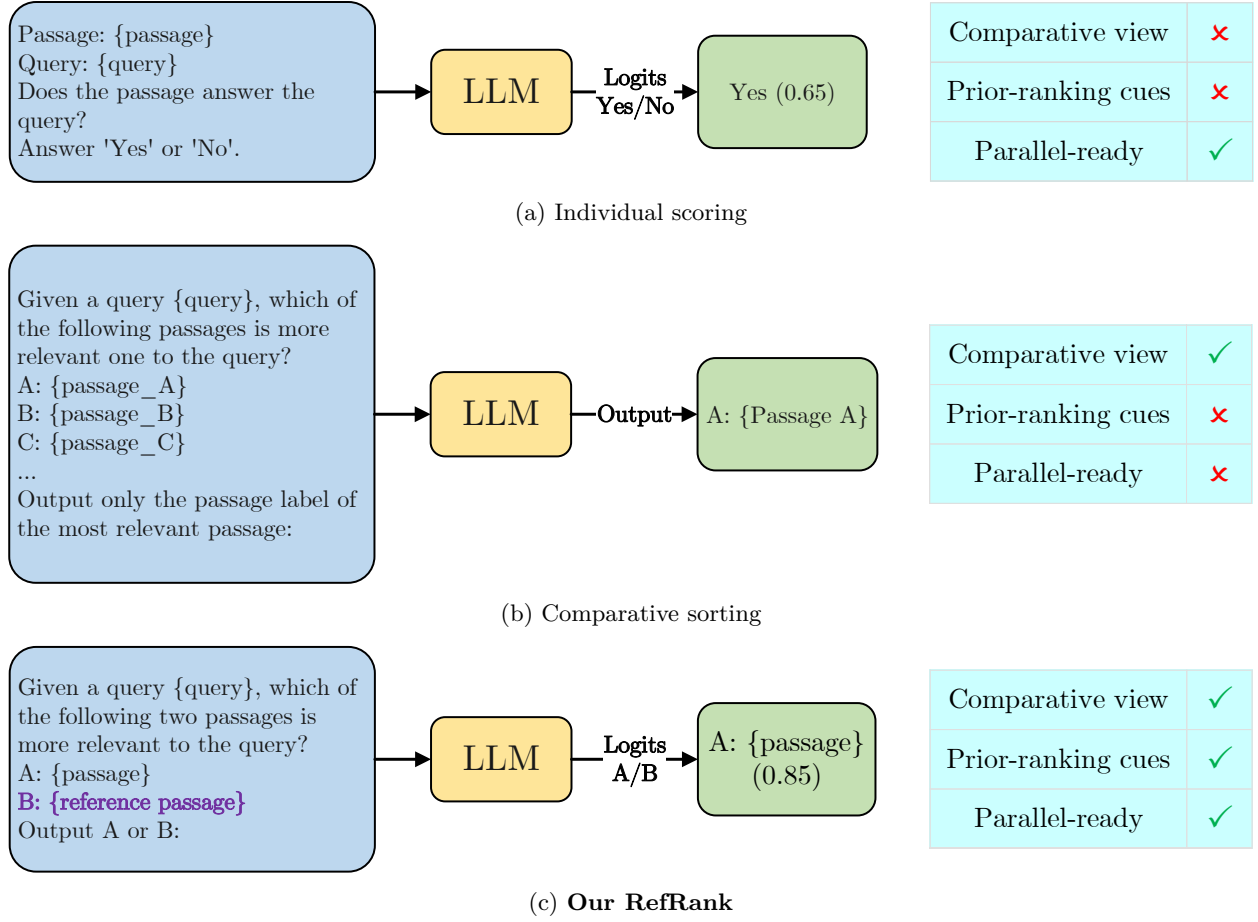 Passage: {passage}
Query: {query}
Does the passage answer the
query?
Answer 'Yes' or 'No'.
LLM
Logits
Yes/No
Yes (0.65)
Comparative view ✗
Prior-ranking cues ✗
Parallel-ready ✓
(a) Individual scoring
Given a query {query}, which of
the following passages is more
relevant one to the query?
A: {passage_A}
B: {passage_B}
C: {passage_C}
...
Output only the passage label of
the most relevant passage:
LLM
Output
A: {Passage A}
Comparative view ✓
Prior-ranking cues ✗
Parallel-ready ✗
(b) Comparative sorting
Given a query {query}, which of
the following two passages is
more relevant to the query?
A: {passage}
B: {reference passage}
Output A or B:
LLM
Logits
A/B
A: {passage}
(0.85)
Comparative view ✓
Prior-ranking cues ✓
Parallel-ready ✓
(c) Our RefRank